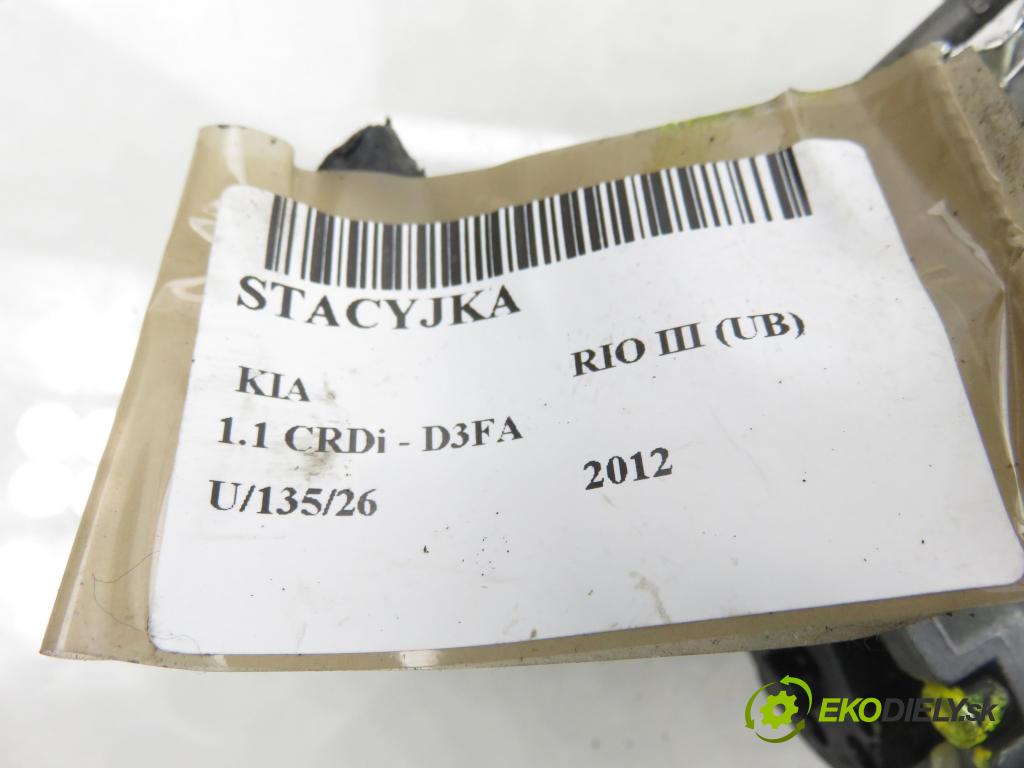 STACYJKA
KIA RIO III (UB)
1.1 CRDi - D3FA
U/135/26 2012
EKODIELY.sk